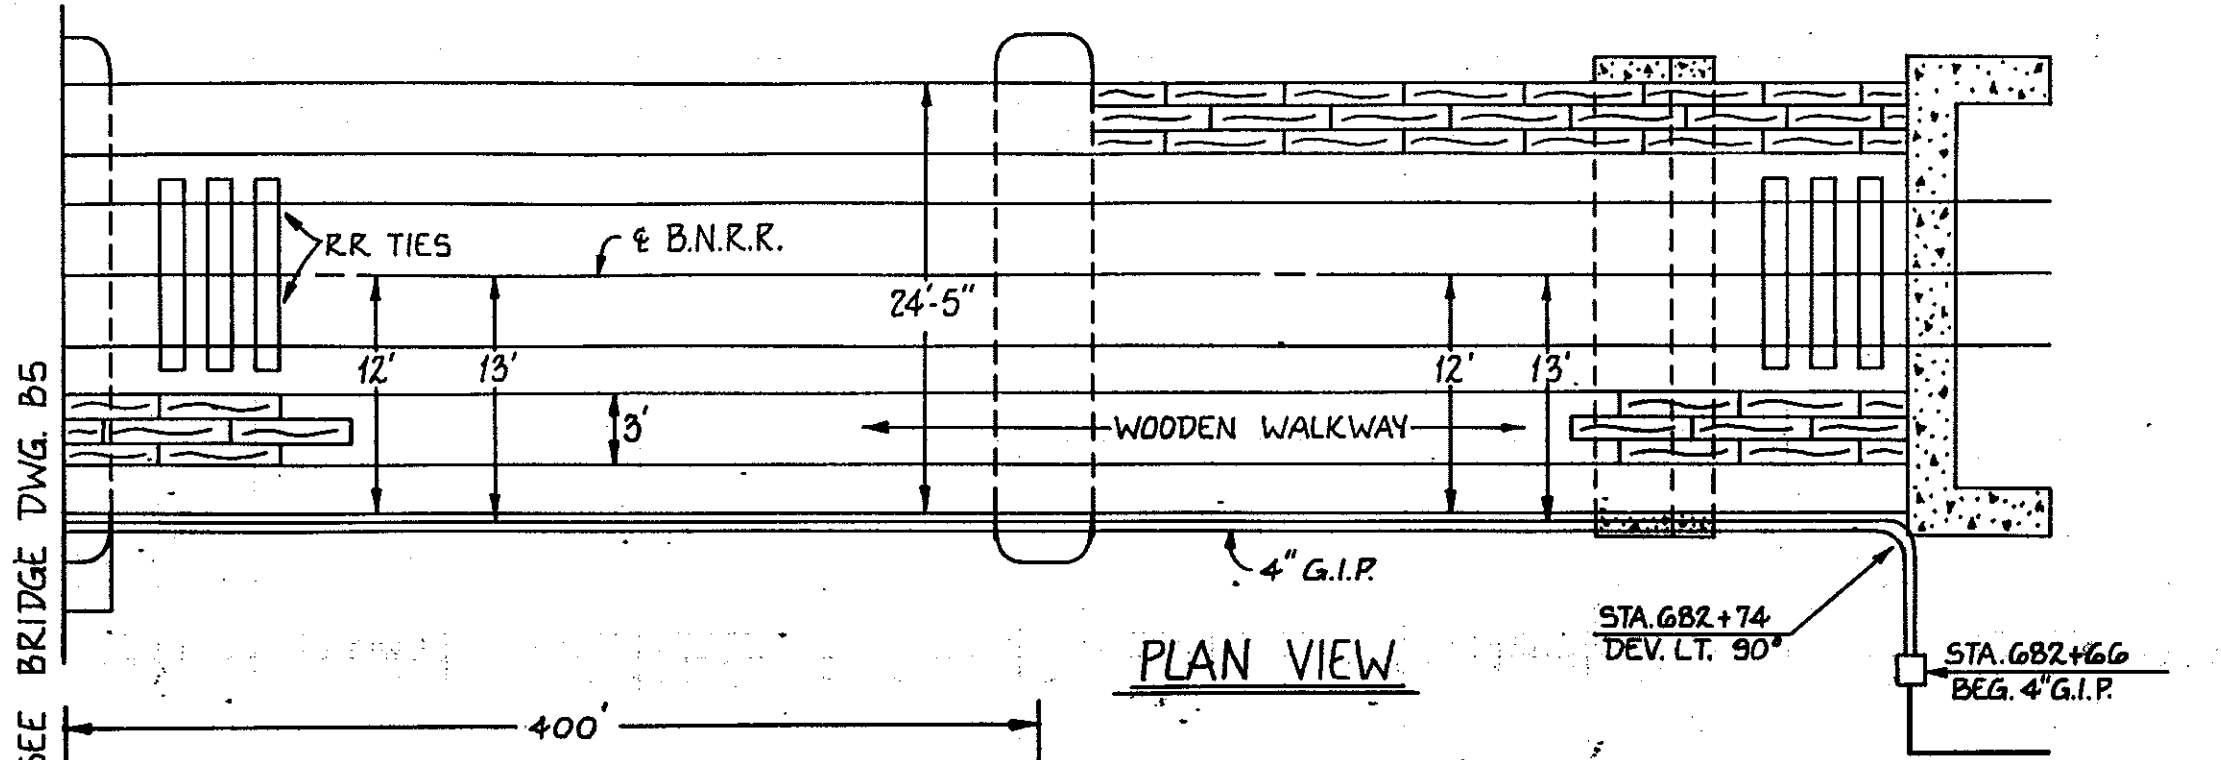 RR TIES
℄ B.N.R.R.
24'-5"
12'
13'
12'
13'
3'
WOODEN WALKWAY
4" G.I.P.
STA. 682+74
DEV. LT. 90°
PLAN VIEW
STA. 682+66
BEG. 4" G.I.P.
400'
SEE BRIDGE DWG. B5